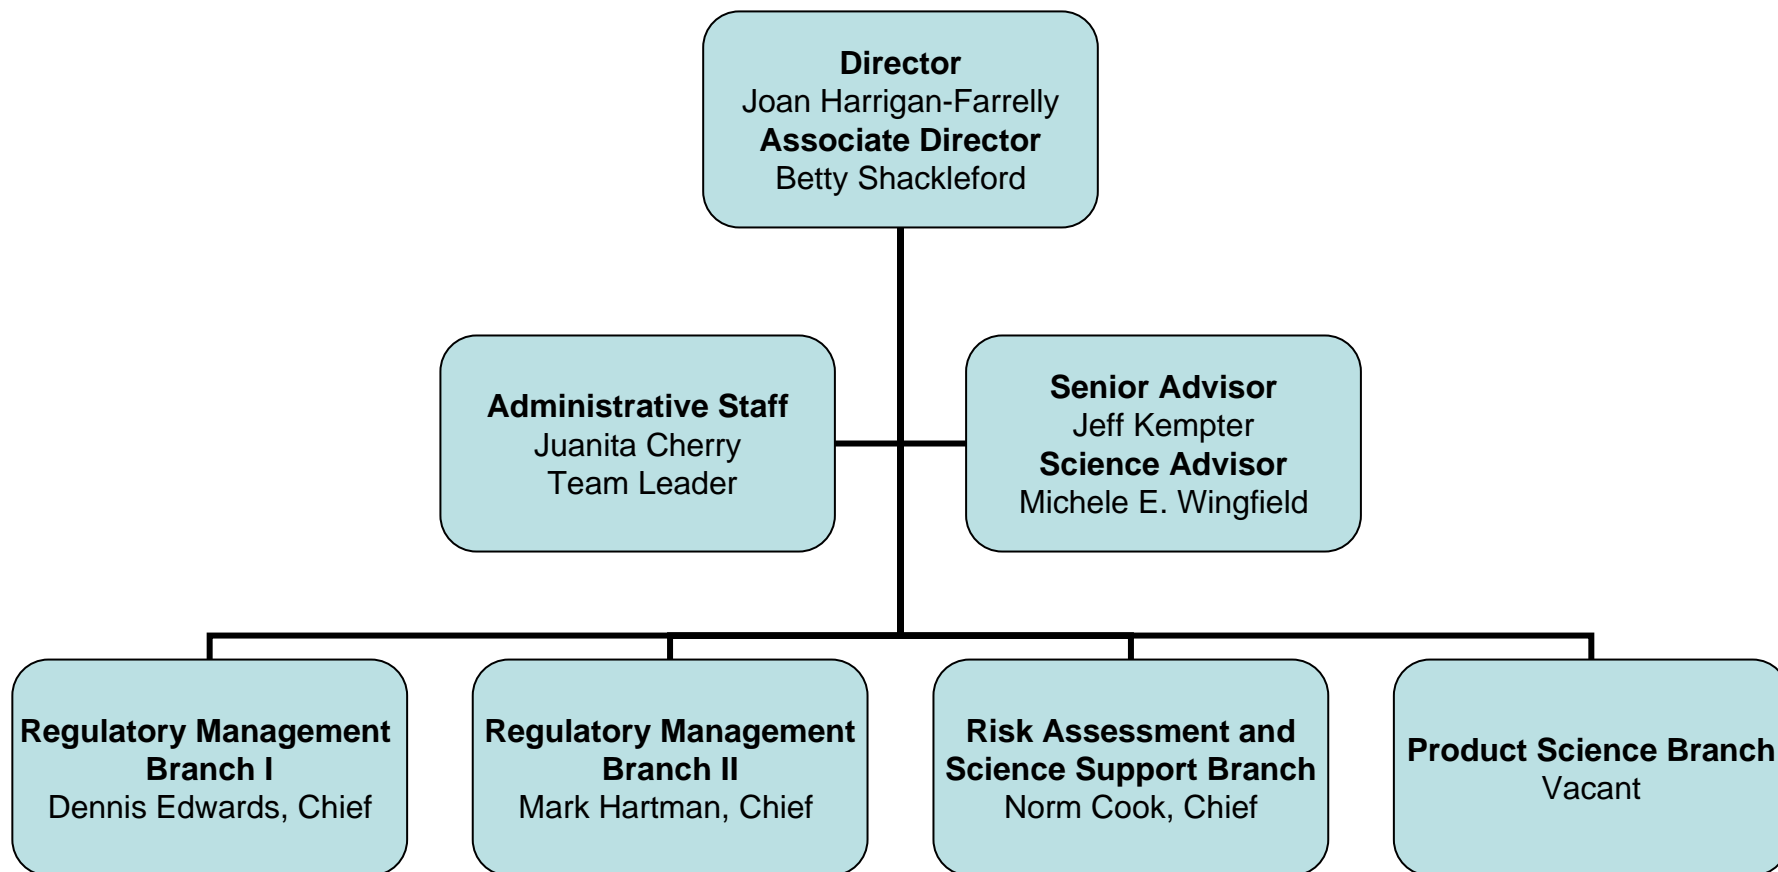 Director
Joan Harrigan-Farrelly
Associate Director
Betty Shackleford
Administrative Staff
Juanita Cherry
Team Leader
Senior Advisor
Jeff Kempter
Science Advisor
Michele E. Wingfield
Regulatory Management
Branch I
Dennis Edwards, Chief
Regulatory Management
Branch II
Mark Hartman, Chief
Risk Assessment and
Science Support Branch
Norm Cook, Chief
Product Science Branch
Vacant